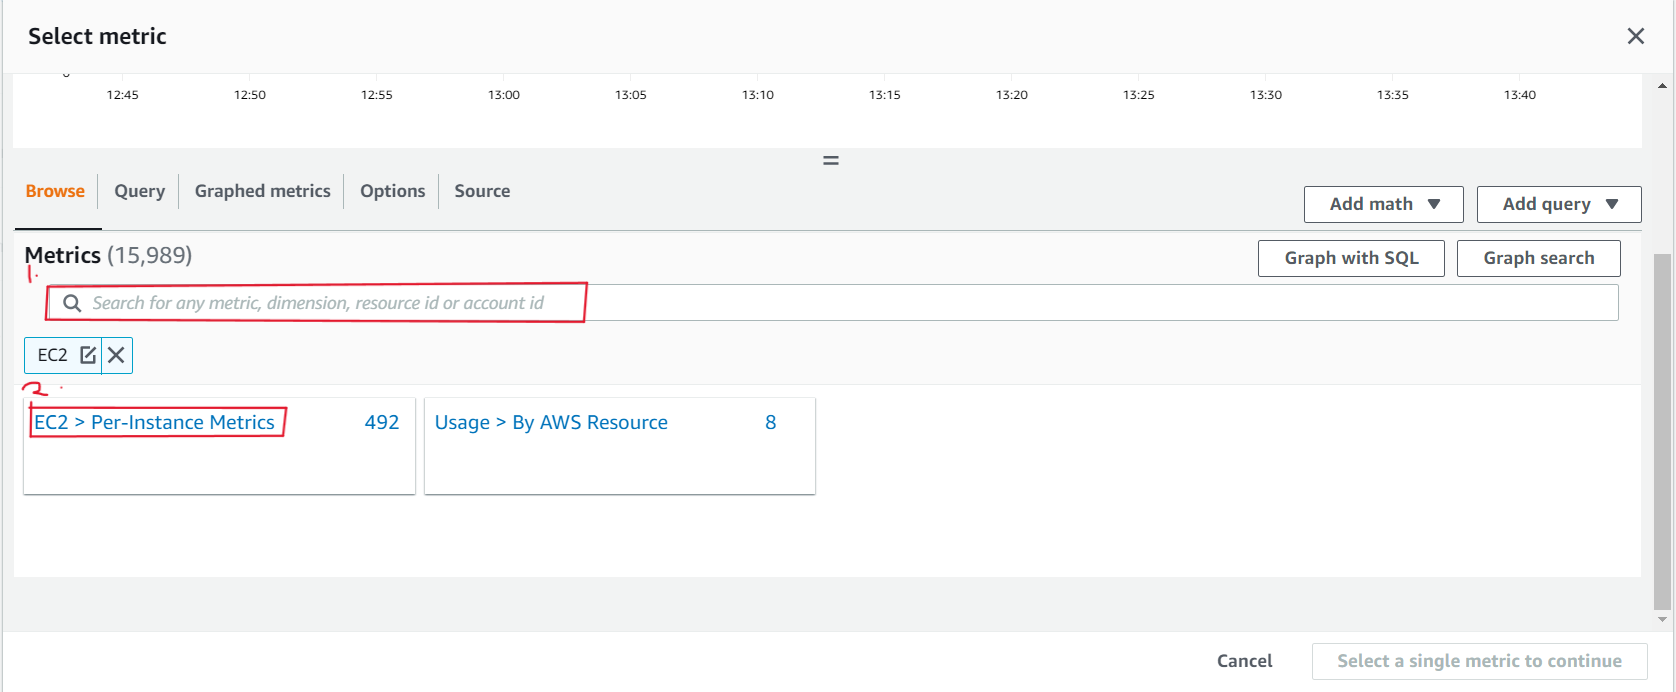 Select metric
0
12:45 12:50 12:55 13:00 13:05 13:10 13:15 13:20 13:25 13:30 13:35 13:40
Browse Query Graphed metrics Options Source Add math Add query
Metrics (15,989) Graph with SQL Graph search
1.
Search for any metric, dimension, resource id or account id
EC2
2.
EC2 > Per-Instance Metrics 492 Usage > By AWS Resource 8
Cancel Select a single metric to continue